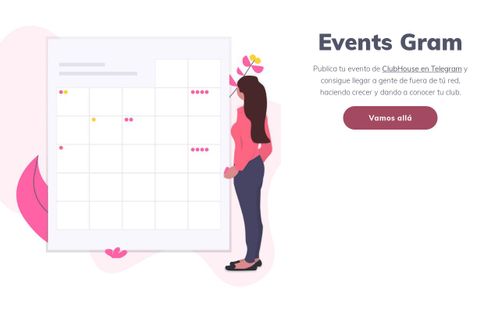 Events Gram
Publica tu evento de ClubHouse en Telegram y
consigue llegar a gente de fuera de tú red,
haciendo crecer y dando a conocer tu club.
Vamos allá